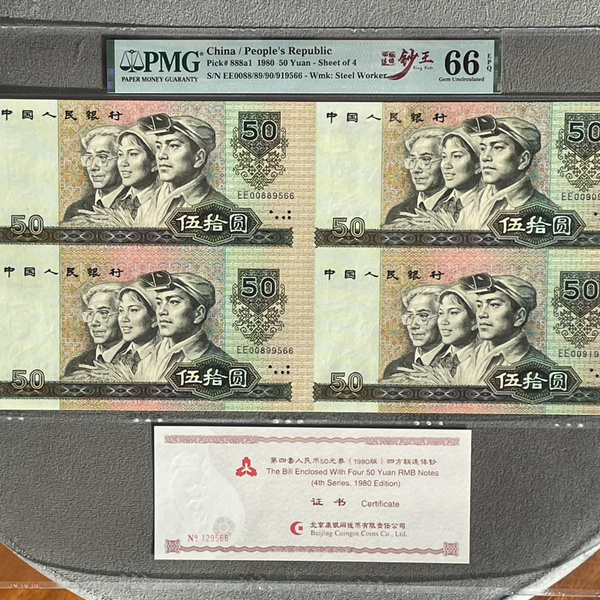 PMG
PAPER MONEY GUARANTY
China / People's Republic
Pick# 888a1 1980 50 Yuan - Sheet of 4
S/N EE0088/89/90/919566 - Wmk: Steel Worker
钞王
66
EPQ
Gem Uncirculated
中国人民银行
50
EE00889566
50
伍拾圆
中国人民银行
50
EE0090
50
伍拾圆
中国人民银行
50
EE00899566
50
伍拾圆
中国人民银行
50
EE00919
50
伍拾圆
第四套人民币50元券(1980版)四方联连体钞
The Bill Enclosed With Four 50 Yuan RMB Notes
(4th Series, 1980 Edition)
证书 Certificate
北京康银阁钱币有限责任公司
Beijing Coinget Coins Co., Ltd.
№ 129566